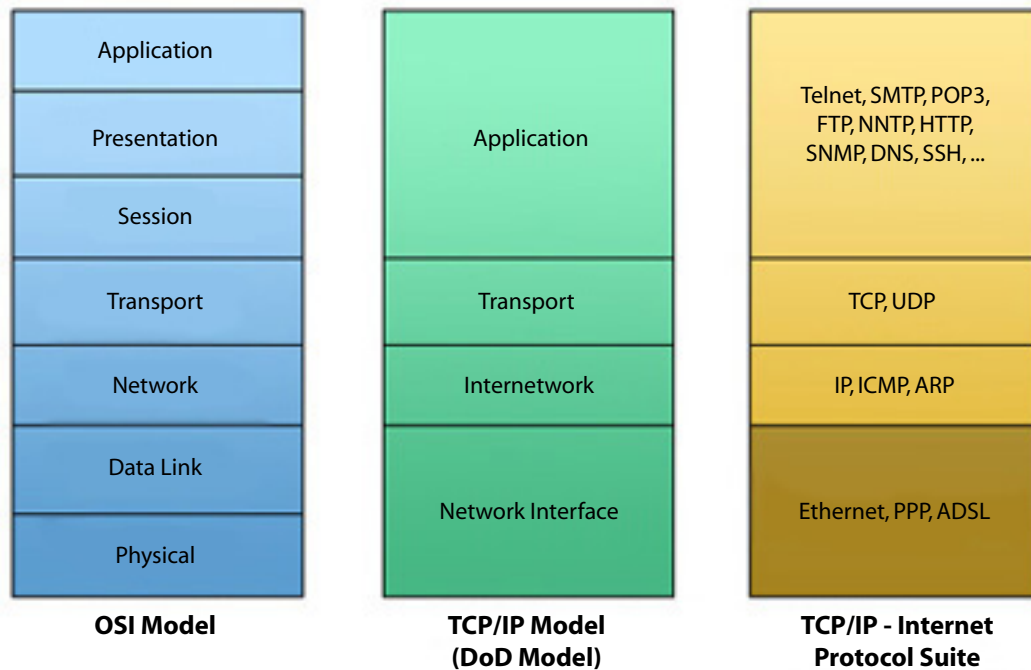 Application
Presentation
Session
Transport
Network
Data Link
Physical
OSI Model
Application
Transport
Internetwork
Network Interface
TCP/IP Model
(DoD Model)
Telnet, SMTP, POP3,
FTP, NNTP, HTTP,
SNMP, DNS, SSH, ...
TCP, UDP
IP, ICMP, ARP
Ethernet, PPP, ADSL
TCP/IP - Internet
Protocol Suite